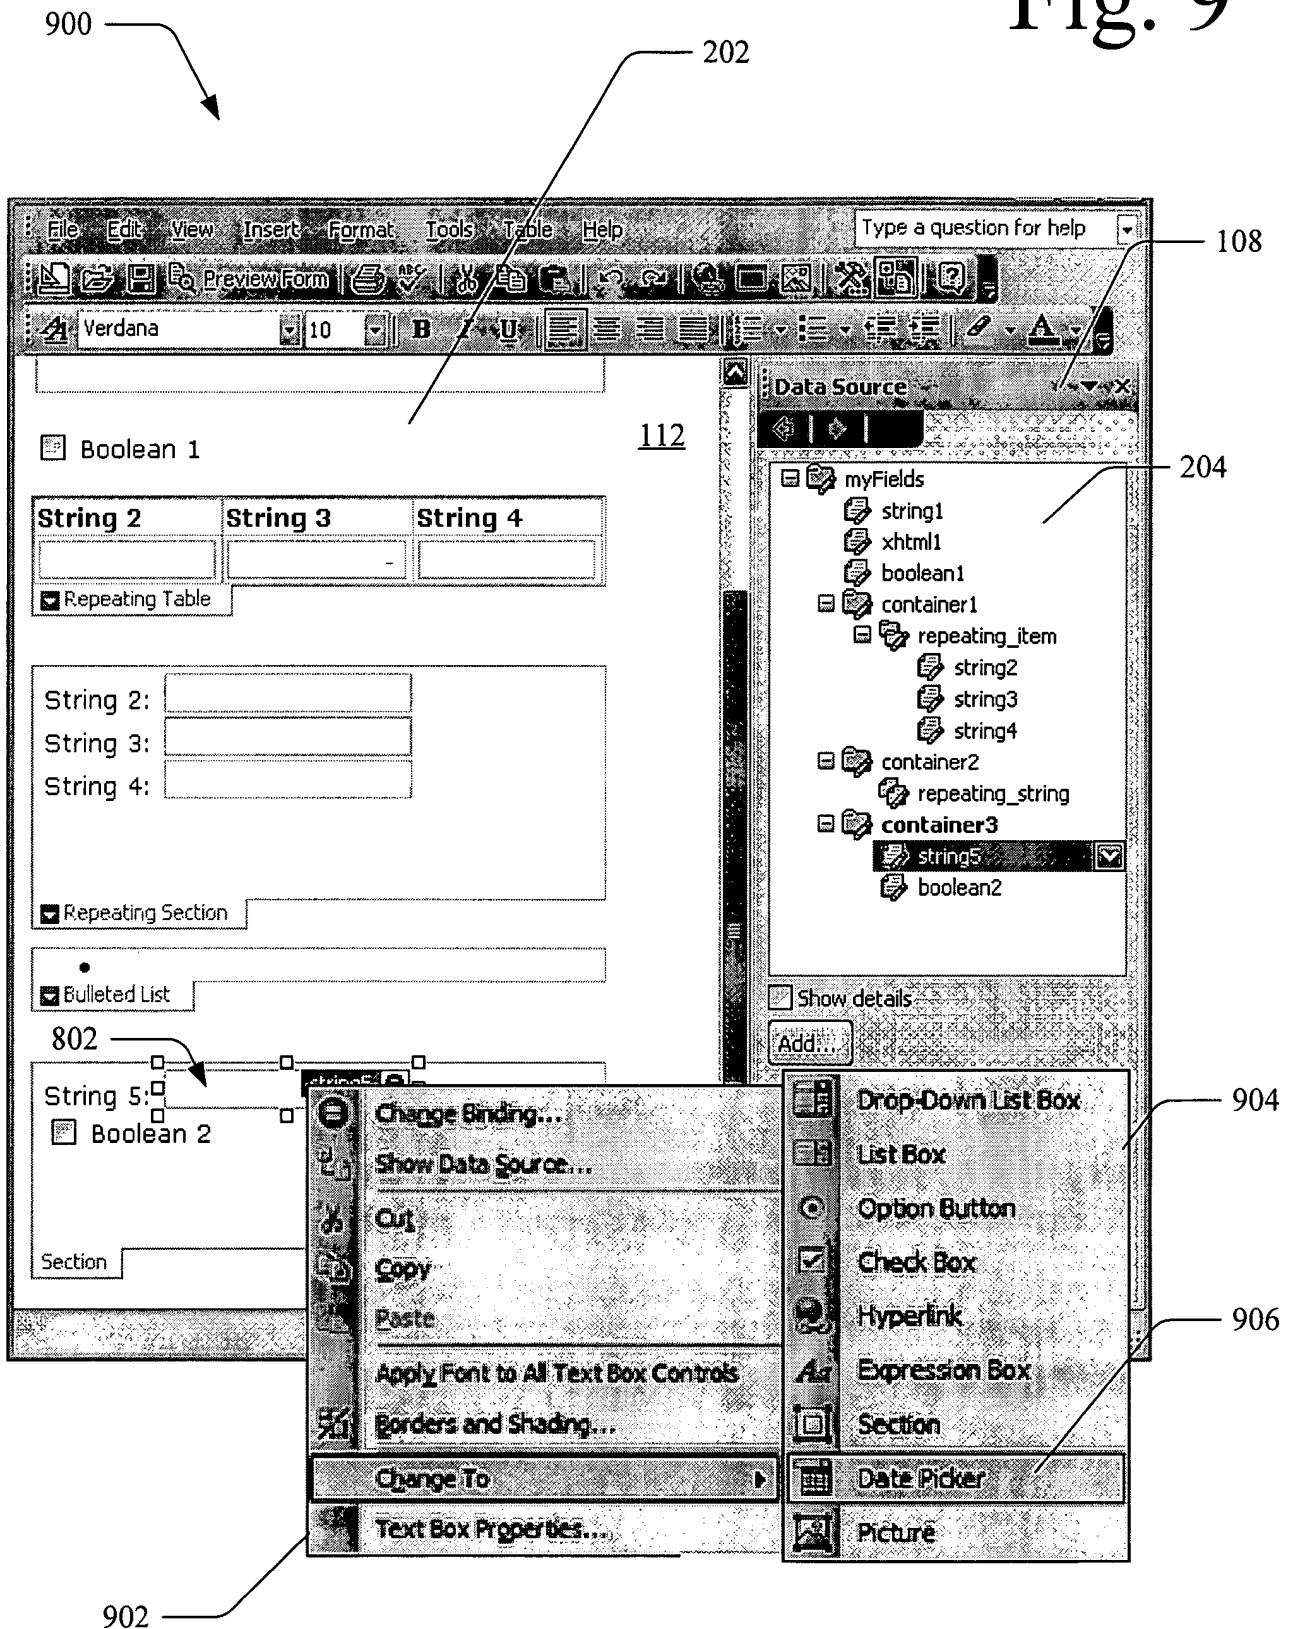 Fig. 9
900
202
File Edit View Insert Format Tools Table Help
Type a question for help
108
Preview Form
ABC
Verdana
10
B I U
A
Data Source
Boolean 1
112
204
myFields
string1
xhtml1
boolean1
container1
repeating_item
string2
string3
string4
container2
repeating_string
container3
string5
boolean2
String 2 String 3 String 4
Repeating Table
String 2:
String 3:
String 4:
Repeating Section
Bulleted List
Show details
Add...
802
String 5:
string5
Boolean 2
Section
Change Binding...
Show Data Source...
Cut
Copy
Paste
Apply Font to All Text Box Controls
Borders and Shading...
Change To
Text Box Properties...
Drop-Down List Box
List Box
Option Button
Check Box
Hyperlink
Aa Expression Box
Section
Date Picker
Picture
904
906
902